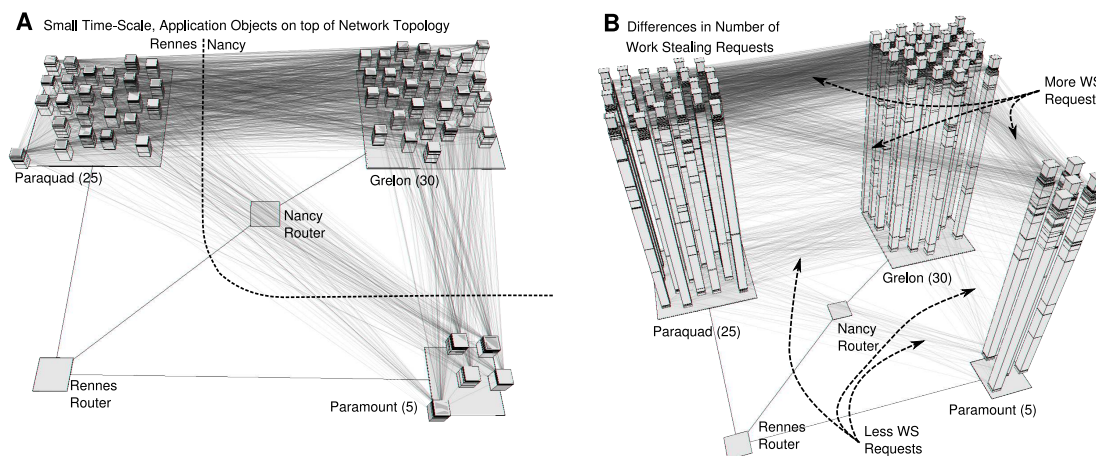 A Small Time-Scale, Application Objects on top of Network Topology
Rennes Nancy
Paraquad (25)
Grelon (30)
Nancy
Router
Rennes
Router
Paramount (5)
B Differences in Number of
Work Stealing Requests
More WS
Request
Grelon (30)
Paraquad (25)
Nancy
Router
Paramount (5)
Rennes
Router
Less WS
Requests